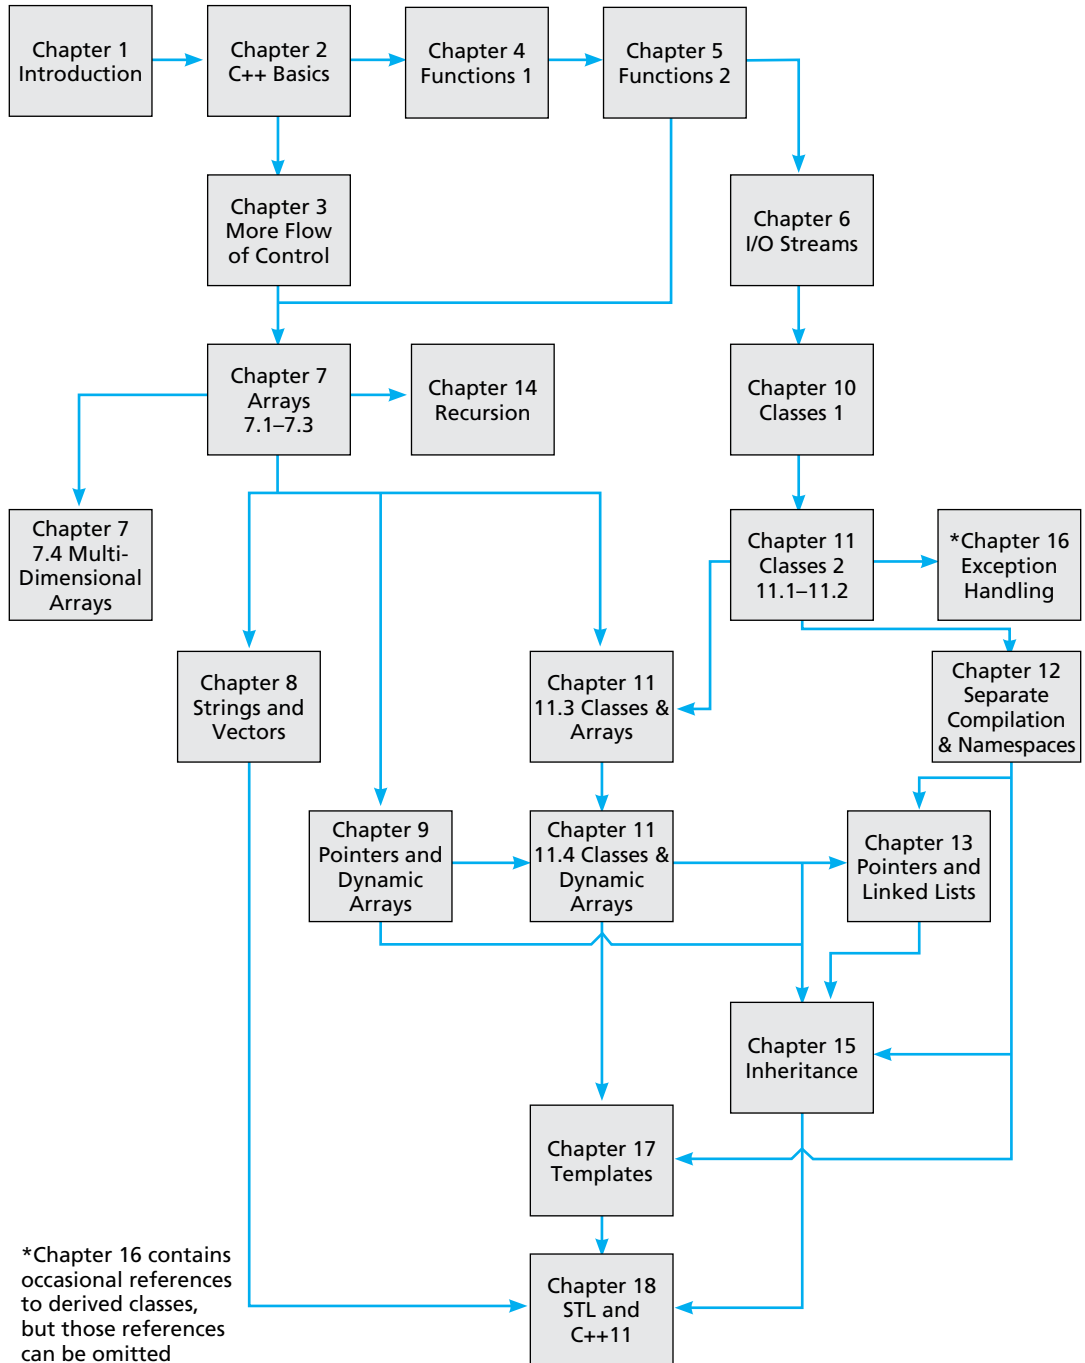 Chapter 1
Introduction
Chapter 2
C++ Basics
Chapter 4
Functions 1
Chapter 5
Functions 2
Chapter 3
More Flow
of Control
Chapter 6
I/O Streams
Chapter 7
Arrays
7.1–7.3
Chapter 14
Recursion
Chapter 10
Classes 1
Chapter 7
7.4 Multi-
Dimensional
Arrays
Chapter 11
Classes 2
11.1–11.2
*Chapter 16
Exception
Handling
Chapter 8
Strings and
Vectors
Chapter 11
11.3 Classes &
Arrays
Chapter 12
Separate
Compilation
& Namespaces
Chapter 9
Pointers and
Dynamic
Arrays
Chapter 11
11.4 Classes &
Dynamic
Arrays
Chapter 13
Pointers and
Linked Lists
Chapter 15
Inheritance
Chapter 17
Templates
Chapter 18
STL and
C++11
*Chapter 16 contains
occasional references
to derived classes,
but those references
can be omitted